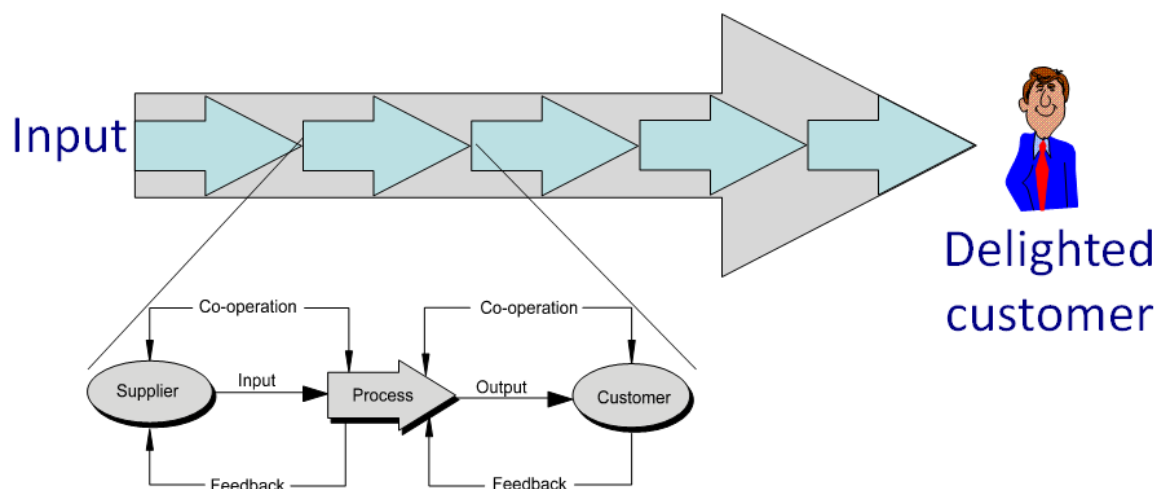 Input
Delighted
customer
Co-operation
Co-operation
Supplier
Input
Process
Output
Customer
Feedback
Feedback